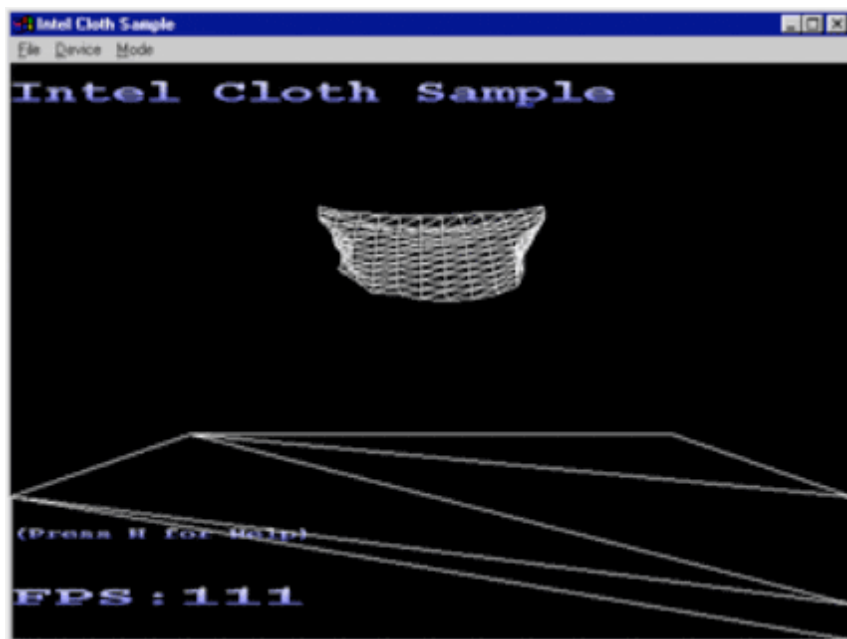 Intel Cloth Sample
File Device Mode
Intel Cloth Sample
(Press H for Help)
FPS:111